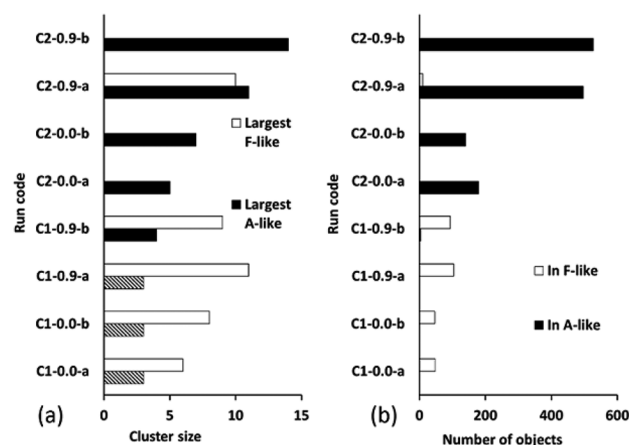 C2-0.9-b
C2-0.9-a
C2-0.0-b
C2-0.0-a
C1-0.9-b
C1-0.9-a
C1-0.0-b
C1-0.0-a
Run code
Largest
F-like
Largest
A-like
0 5 10 15
(a)
Cluster size
C2-0.9-b
C2-0.9-a
C2-0.0-b
C2-0.0-a
C1-0.9-b
C1-0.9-a
C1-0.0-b
C1-0.0-a
Run code
In F-like
In A-like
0 200 400 600
(b)
Number of objects